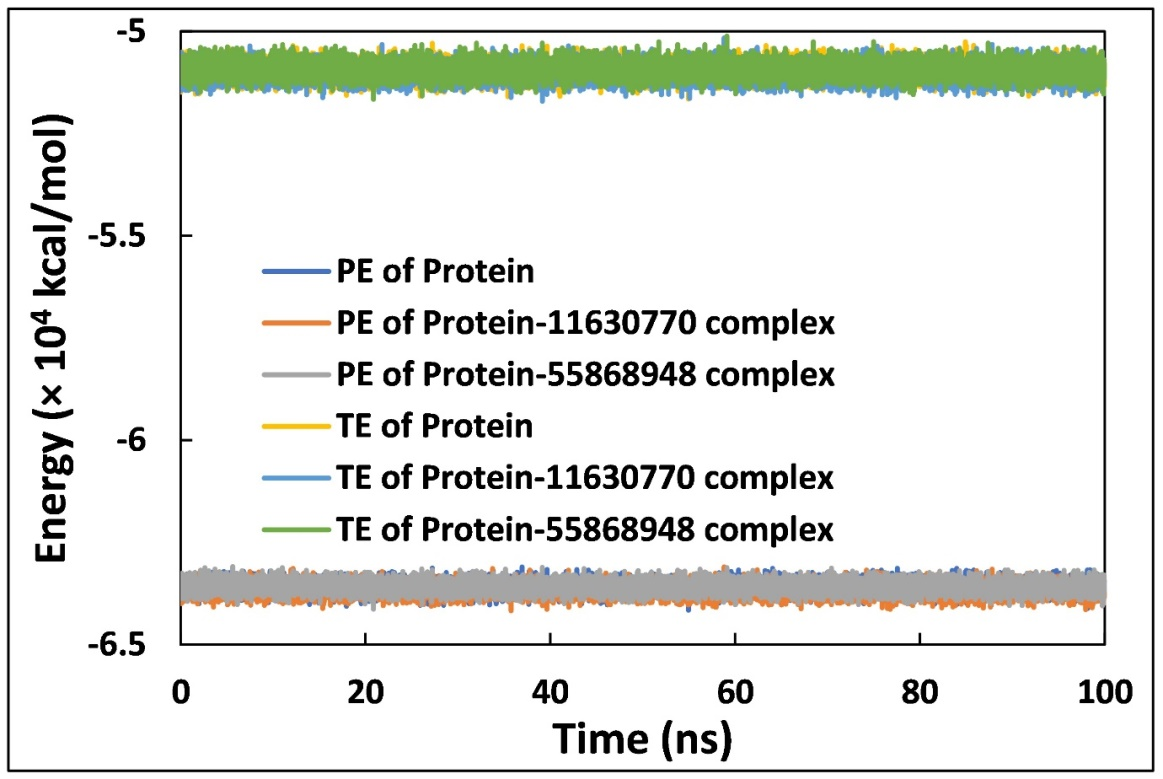 -5
-5.5
-6
-6.5
Energy (× 10⁴ kcal/mol)
PE of Protein
PE of Protein-11630770 complex
PE of Protein-55868948 complex
TE of Protein
TE of Protein-11630770 complex
TE of Protein-55868948 complex
0 20 40 60 80 100
Time (ns)